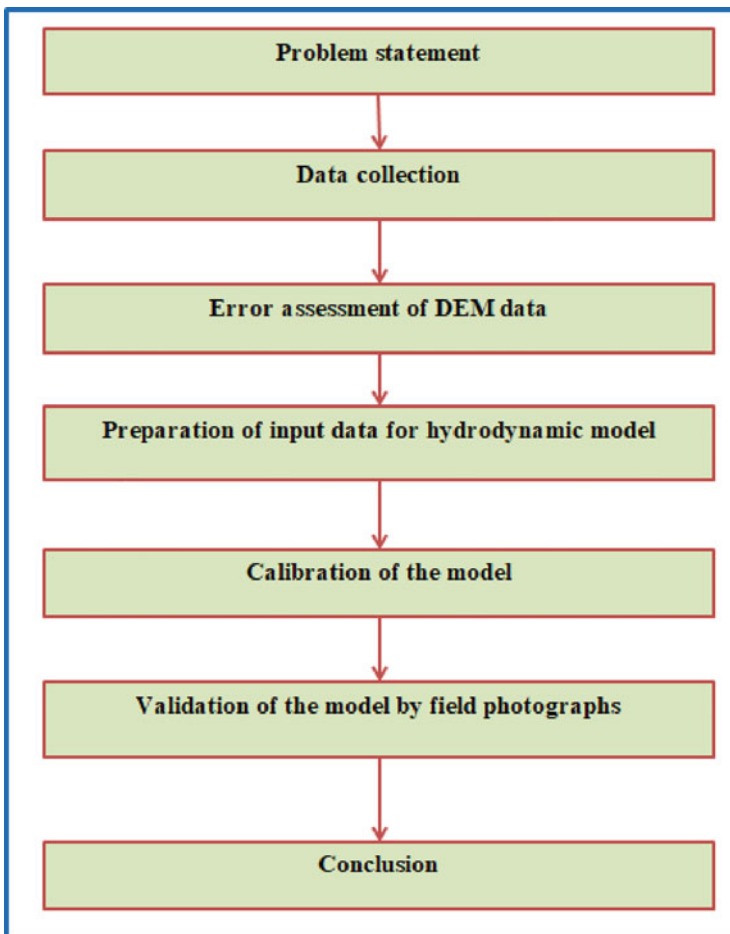 Problem statement
Data collection
Error assessment of DEM data
Preparation of input data for hydrodynamic model
Calibration of the model
Validation of the model by field photographs
Conclusion